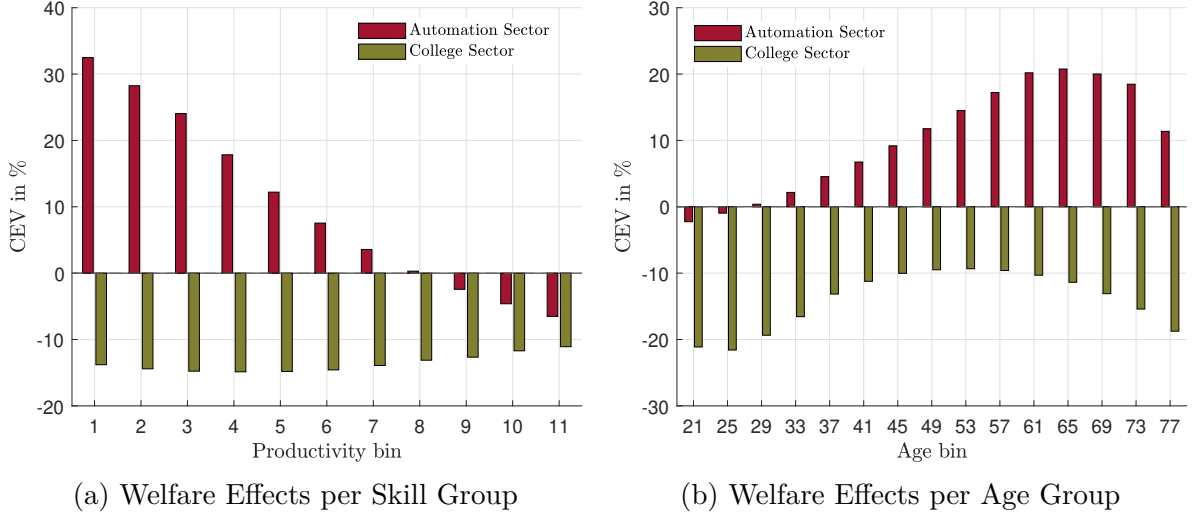 40
30
20
10
0
-10
-20
CEV in %
Automation Sector
College Sector
1 2 3 4 5 6 7 8 9 10 11
Productivity bin
(a) Welfare Effects per Skill Group
30
20
10
0
-10
-20
-30
CEV in %
Automation Sector
College Sector
21 25 29 33 37 41 45 49 53 57 61 65 69 73 77
Age bin
(b) Welfare Effects per Age Group